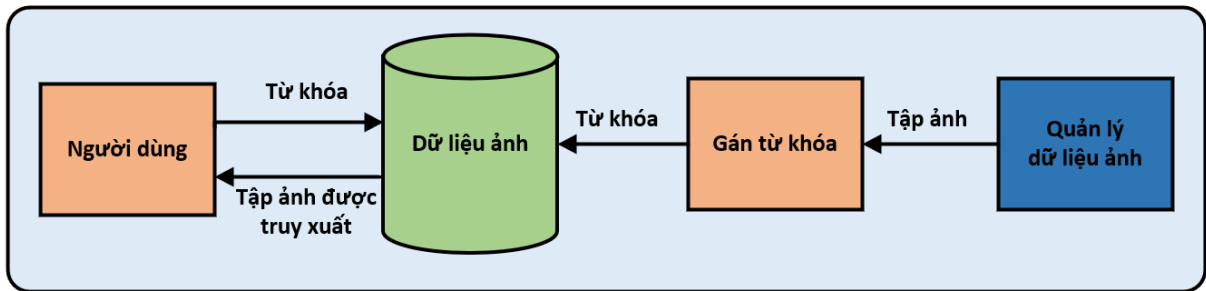 Từ khóa
Người dùng
Tập ảnh được
truy xuất
Dữ liệu ảnh
Từ khóa
Gán từ khóa
Tập ảnh
Quản lý
dữ liệu ảnh